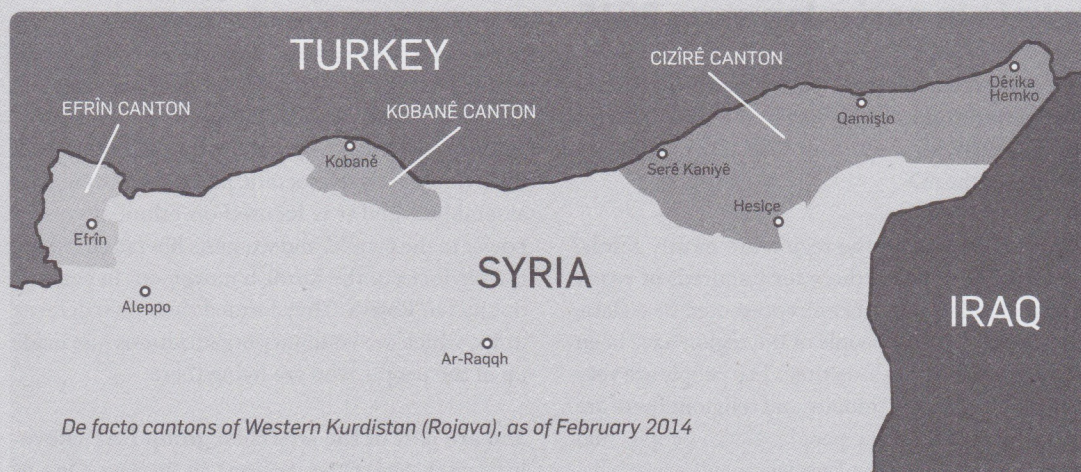 TURKEY
CIZÎRÊ CANTON
EFRÎN CANTON
KOBANÊ CANTON
Dêrika
Hemko
Qamişlo
Kobanê
Serê Kaniyê
Hesîçe
Efrîn
SYRIA
Aleppo
IRAQ
Ar-Raqqh
De facto cantons of Western Kurdistan (Rojava), as of February 2014